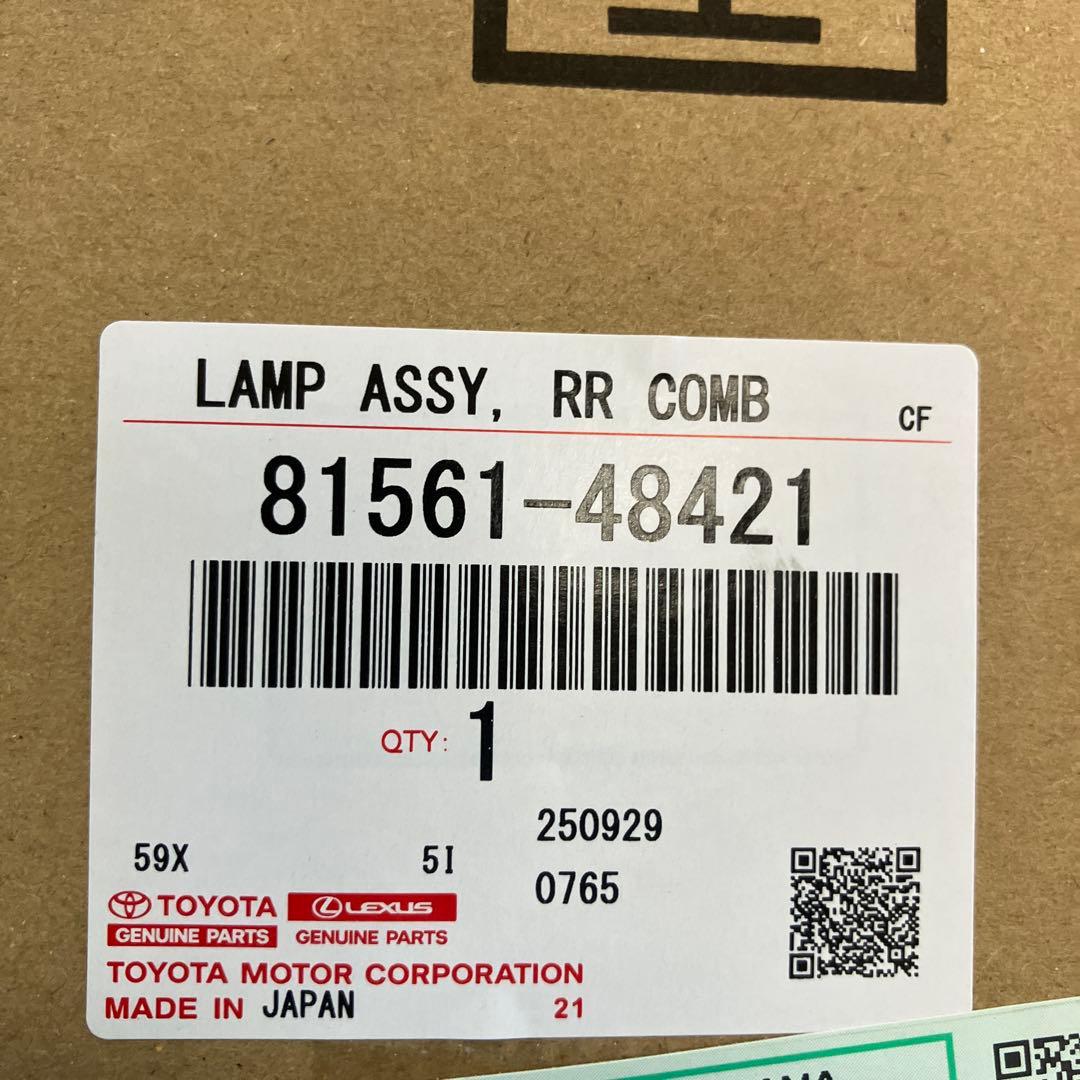 LAMP ASSY, RR COMB CF
81561-48421
QTY: 1
250929
59X 5I
0765
TOYOTA LEXUS
GENUINE PARTS GENUINE PARTS
TOYOTA MOTOR CORPORATION
MADE IN JAPAN 21